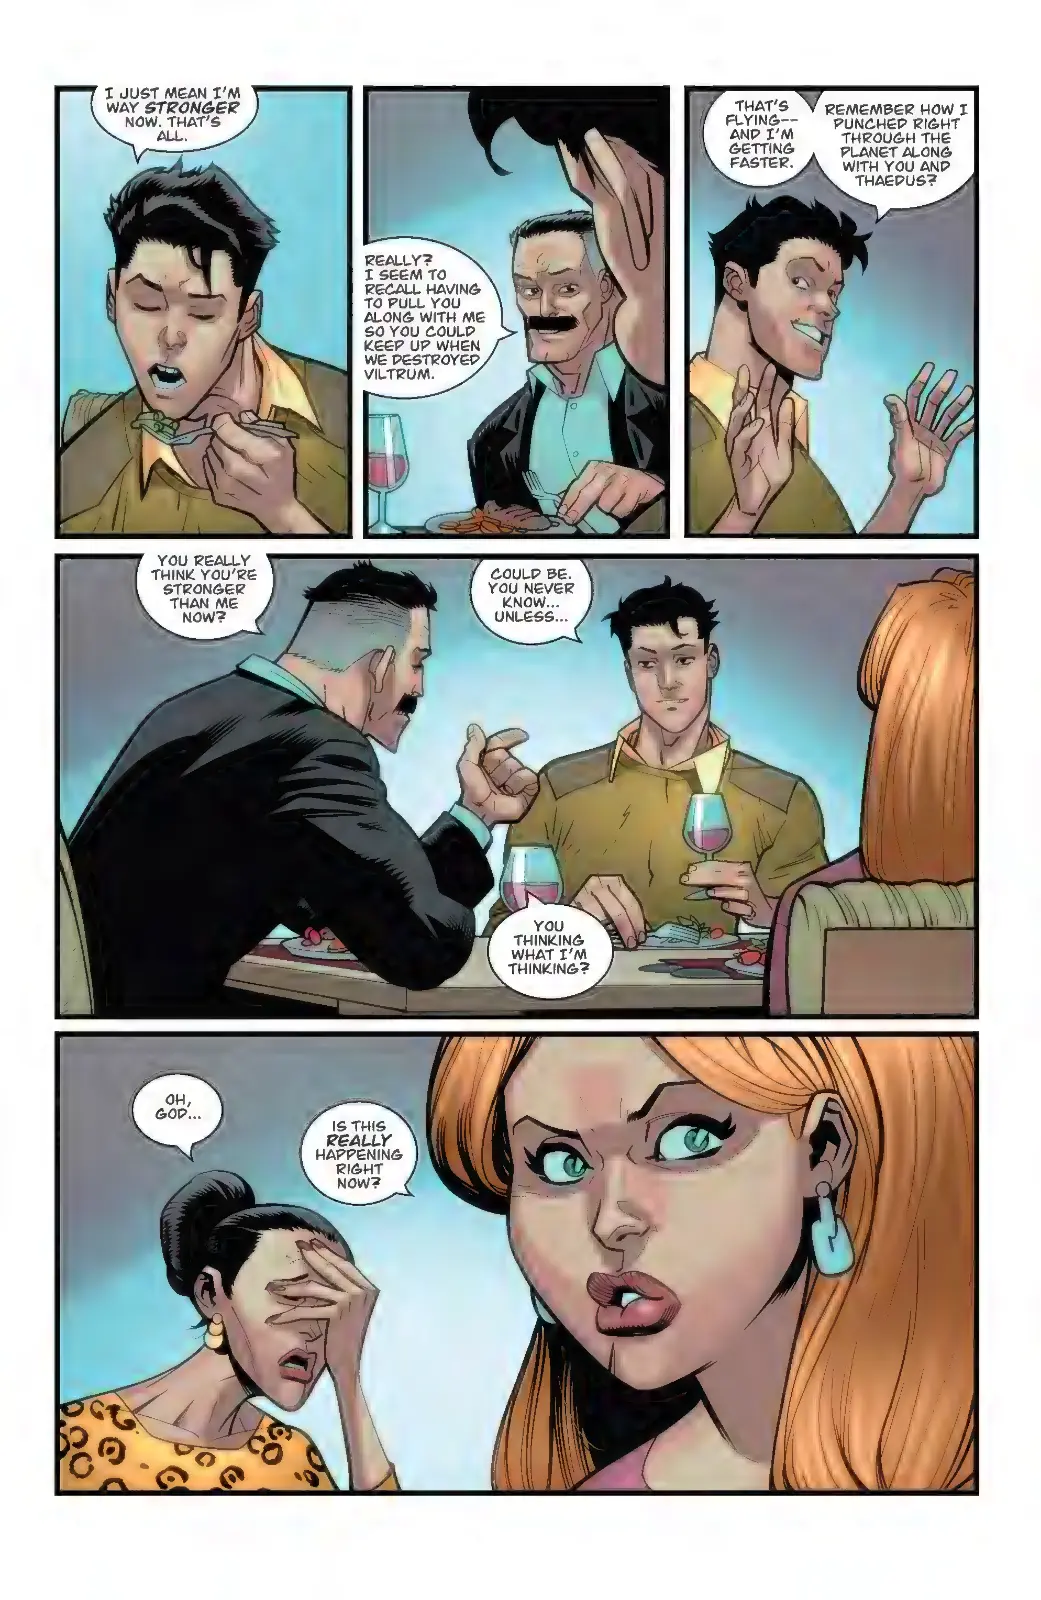 I JUST MEAN I'M
WAY STRONGER
NOW. THAT'S
ALL.
REALLY?
I SEEM TO
RECALL HAVING
TO PULL YOU
ALONG WITH ME
SO YOU COULD
KEEP UP WHEN
WE DESTROYED
VILTRUM.
THAT'S
FLYING--
AND I'M
GETTING
FASTER.
REMEMBER HOW I
PUNCHED RIGHT
THROUGH THE
PLANET ALONG
WITH YOU AND
THAEDUS?
YOU REALLY
THINK YOU'RE
STRONGER
THAN ME
NOW?
COULD BE.
YOU NEVER
KNOW...
UNLESS...
YOU
THINKING
WHAT I'M
THINKING?
OH,
GOD...
IS THIS
REALLY
HAPPENING
RIGHT
NOW?